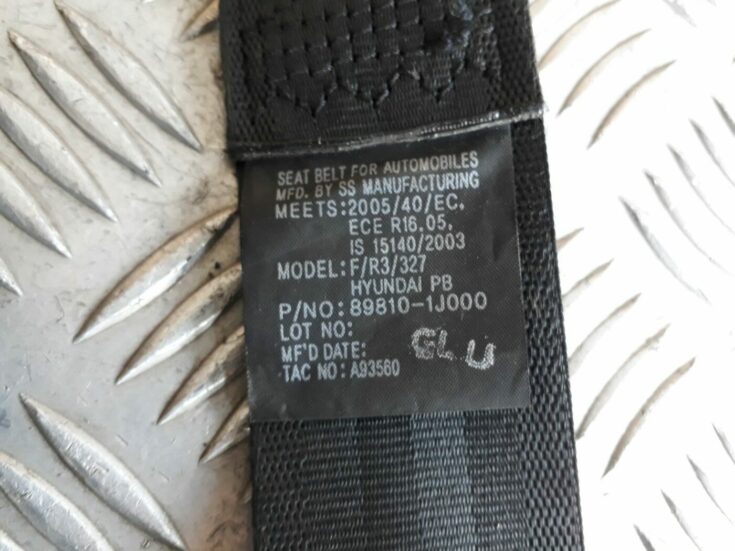 SEAT BELT FOR AUTOMOBILES
MFD. BY SS MANUFACTURING
MEETS:2005/40/EC.
ECE R16.05.
IS 15140/2003
MODEL:F/R3/327
HYUNDAI PB
P/NO:89810-1J000
LOT NO:
MF'D DATE:
TAC NO:A93560